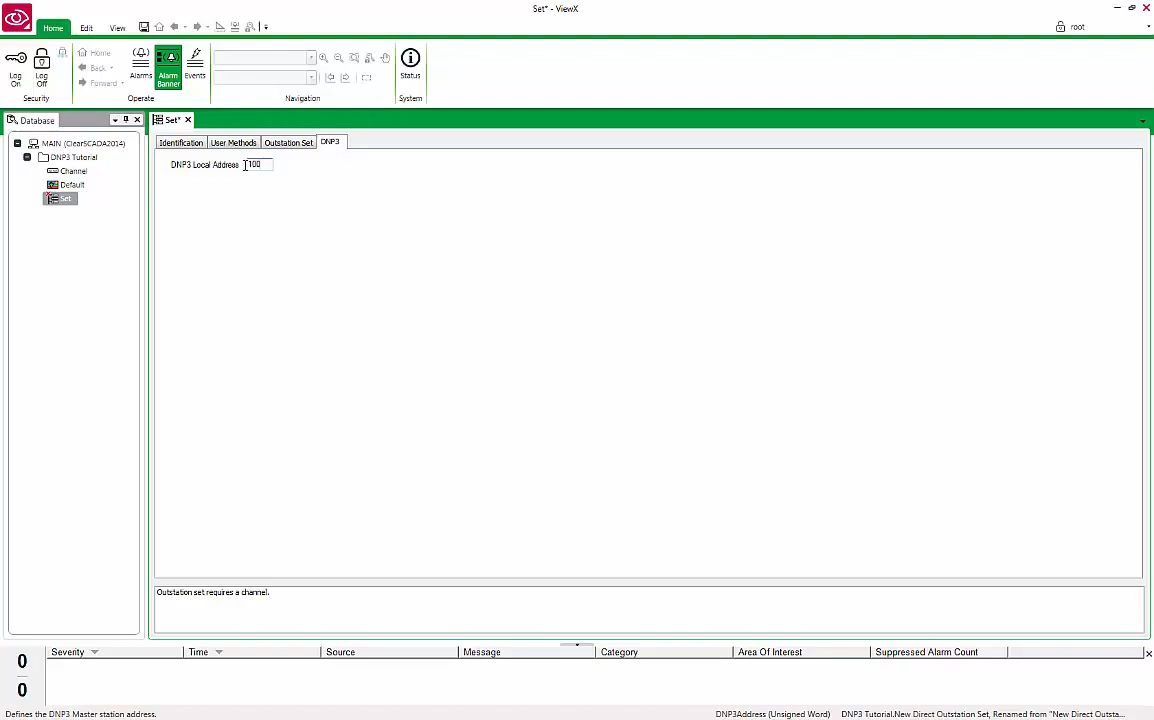 Set* - ViewX
Home Edit View
root
Log On
Log Off
Home
Back
Forward
Alarms
Alarm Banner
Events
Status
Security Operate Navigation System
Database
Set*
MAIN (ClearSCADA2014)
DNP3 Tutorial
Channel
Default
Set
Identification User Methods Outstation Set DNP3
DNP3 Local Address 100
Outstation set requires a channel.
0
0
Severity Time Source Message Category Area Of Interest Suppressed Alarm Count
Defines the DNP3 Master station address.
DNP3Address (Unsigned Word) DNP3 Tutorial.New Direct Outstation Set, Renamed from "New Direct Outsta...